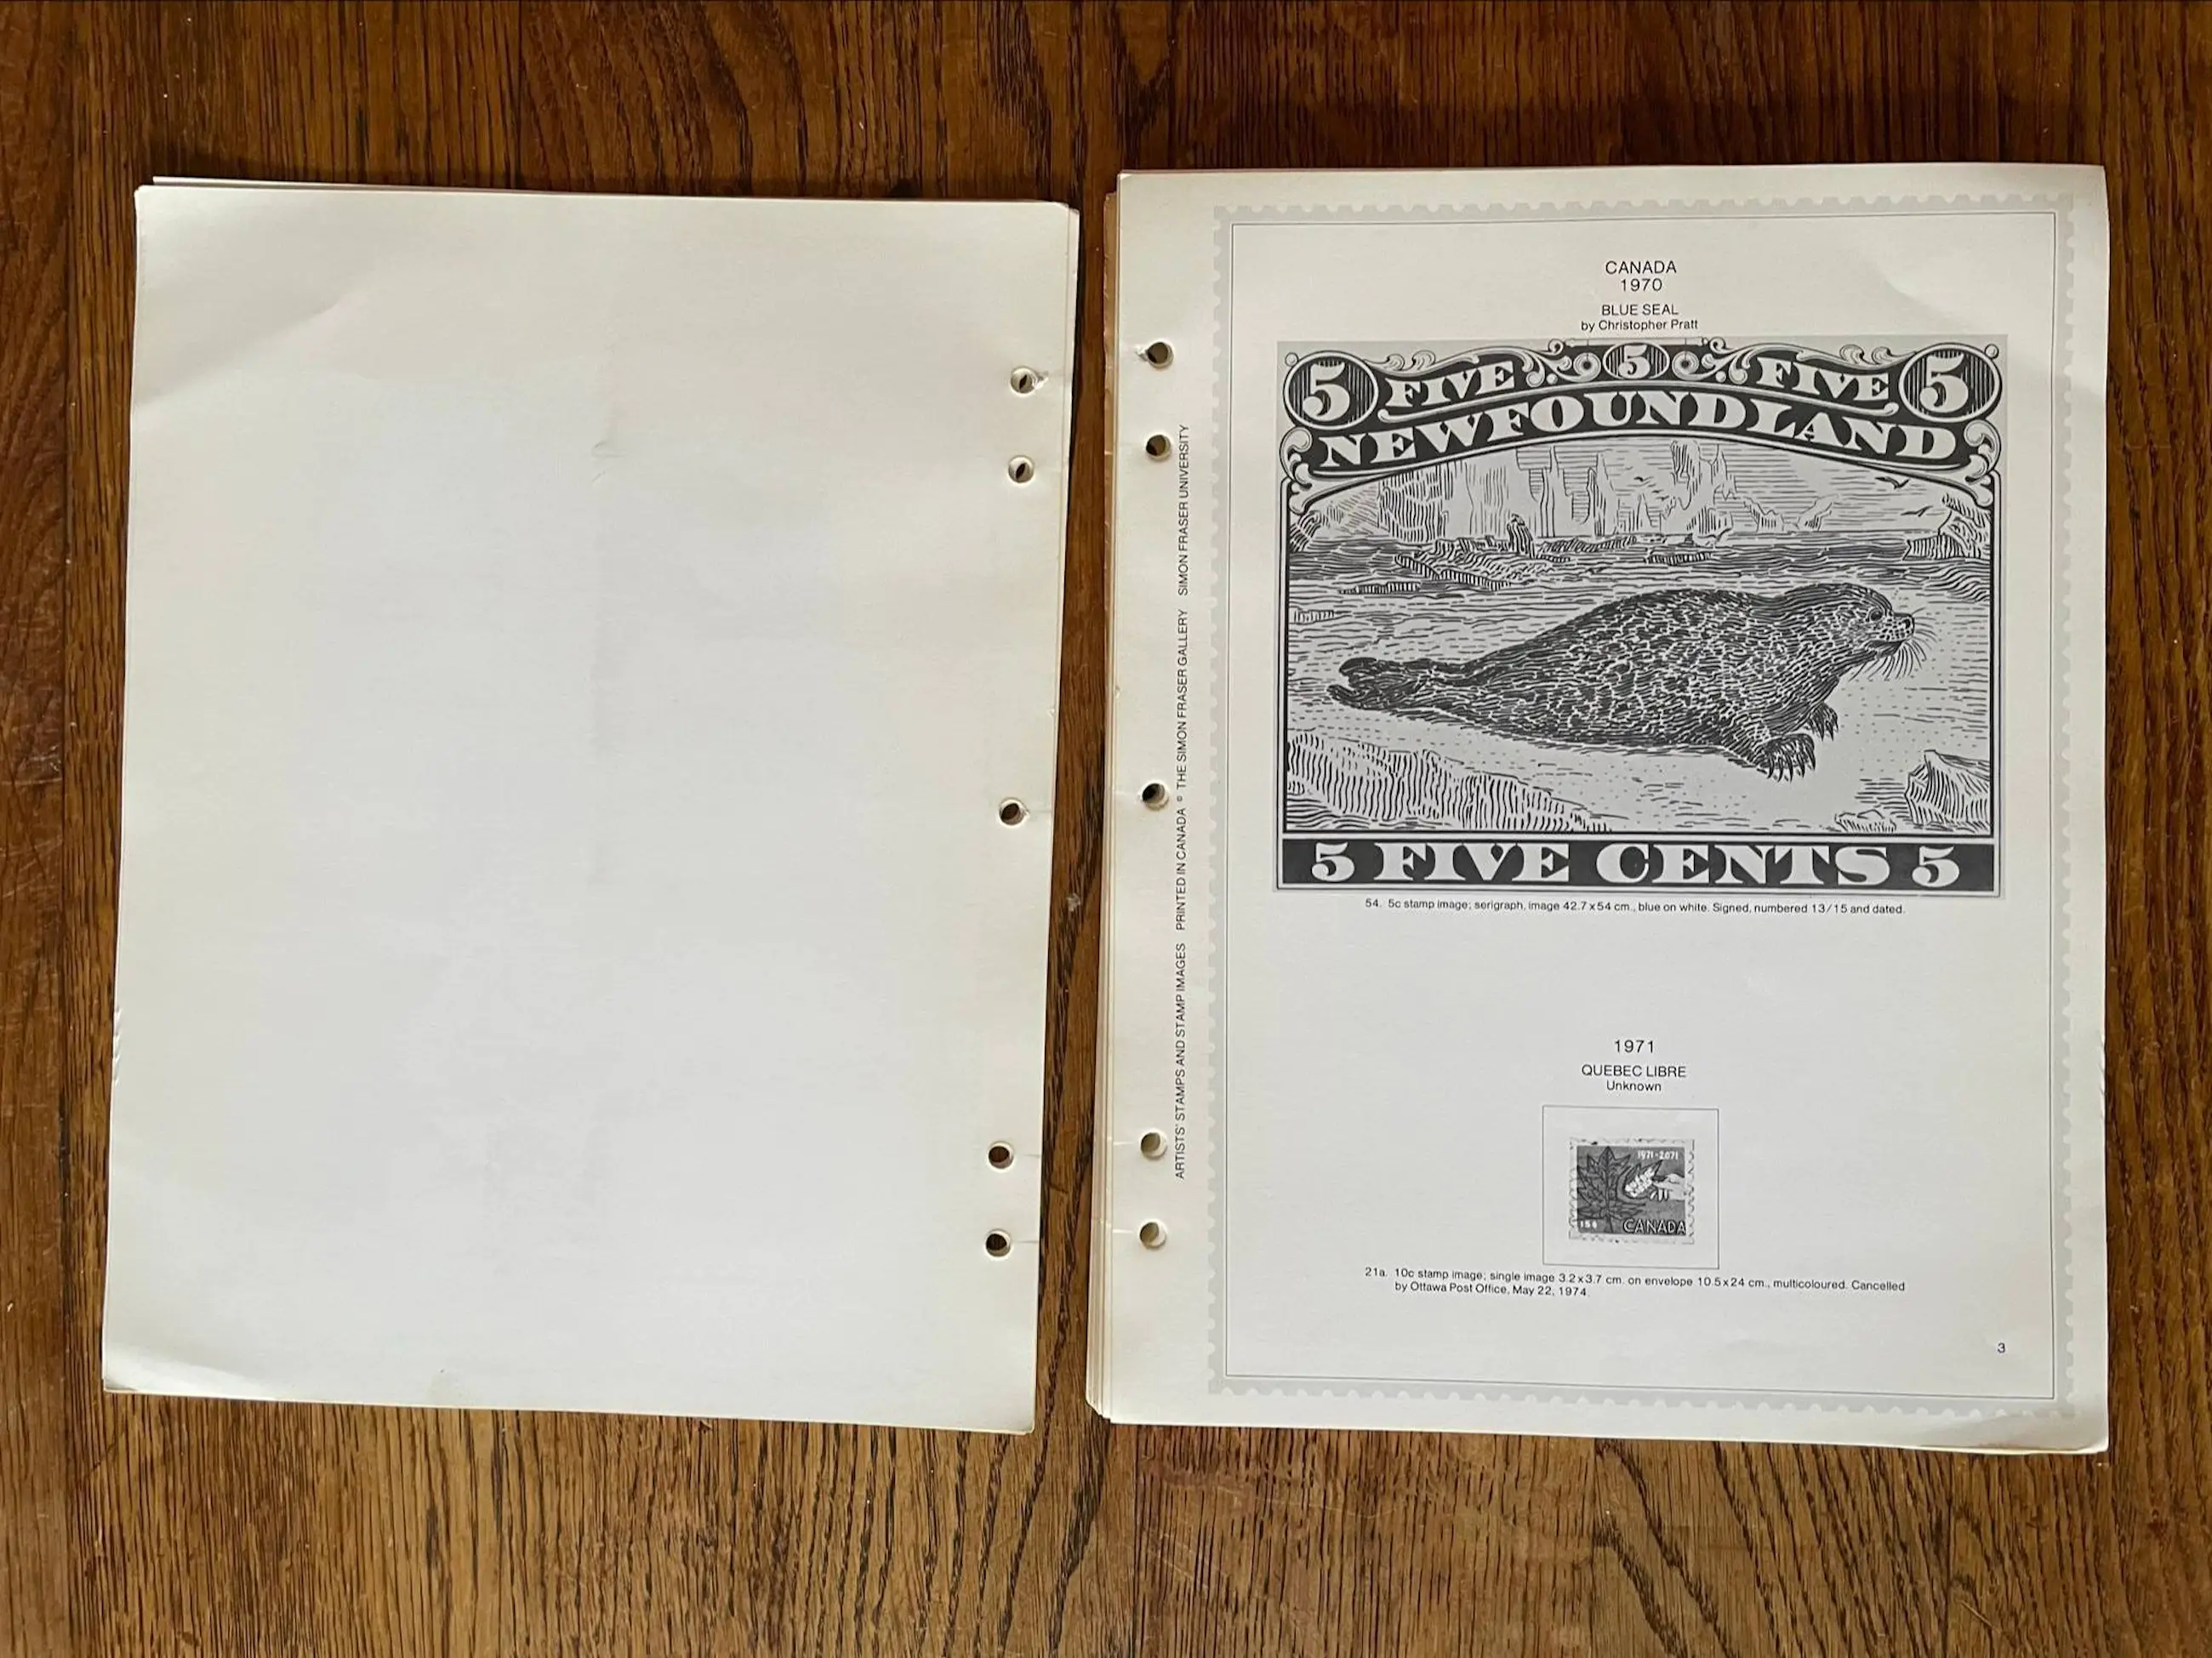 CANADA
1970
BLUE SEAL
by Christopher Pratt
5 FIVE 5 FIVE 5
NEWFOUNDLAND
5 FIVE CENTS 5
54. 5c stamp image; serigraph, image 42.7 x 54 cm., blue on white. Signed, numbered 13/15 and dated.
1971
QUEBEC LIBRE
Unknown
1971-2071
15¢
CANADA
21a. 10c stamp image; single image 3.2 x 3.7 cm. on envelope 10.5 x 24 cm., multicoloured. Cancelled
by Ottawa Post Office, May 22, 1974.
3
ARTISTS' STAMPS AND STAMP IMAGES PRINTED IN CANADA © THE SIMON FRASER GALLERY SIMON FRASER UNIVERSITY